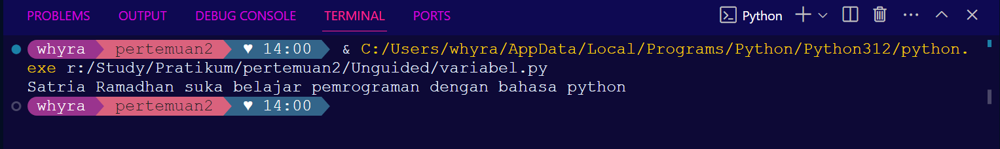 PROBLEMS OUTPUT DEBUG CONSOLE TERMINAL PORTS Python
whyra pertemuan2 ♥ 14:00 & C:/Users/whyra/AppData/Local/Programs/Python/Python312/python.
exe r:/Study/Pratikum/pertemuan2/Unguided/variabel.py
Satria Ramadhan suka belajar pemrograman dengan bahasa python
whyra pertemuan2 ♥ 14:00